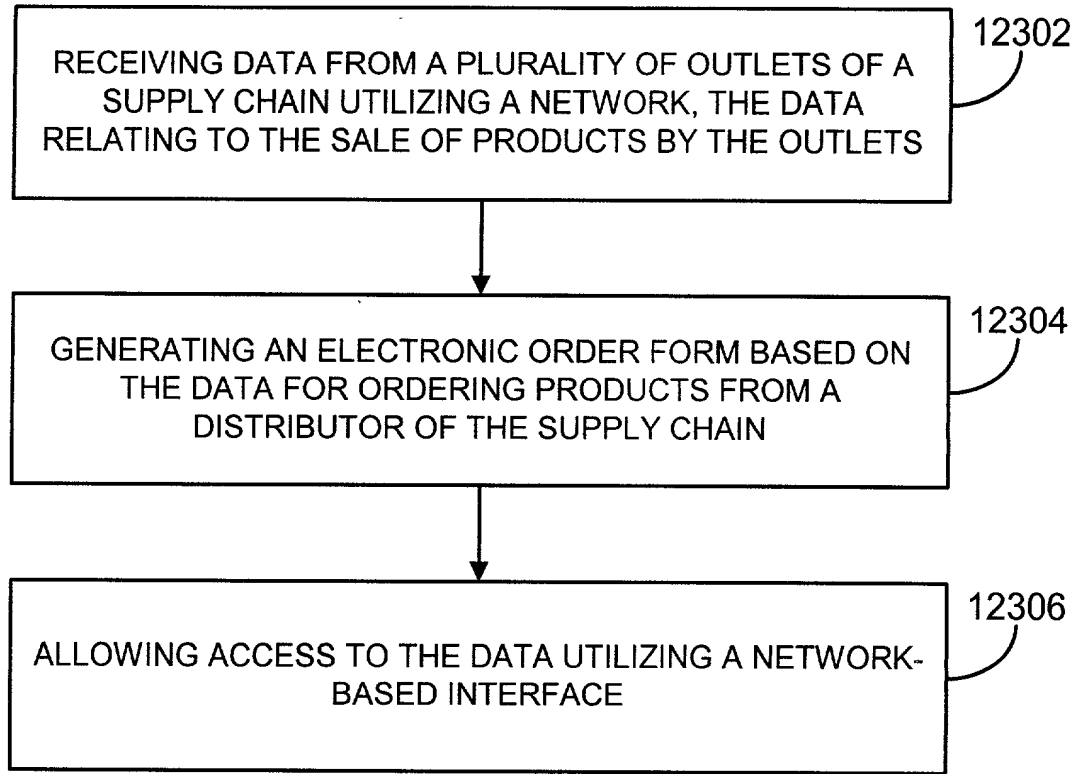 12302
RECEIVING DATA FROM A PLURALITY OF OUTLETS OF A
SUPPLY CHAIN UTILIZING A NETWORK, THE DATA
RELATING TO THE SALE OF PRODUCTS BY THE OUTLETS
12304
GENERATING AN ELECTRONIC ORDER FORM BASED ON
THE DATA FOR ORDERING PRODUCTS FROM A
DISTRIBUTOR OF THE SUPPLY CHAIN
12306
ALLOWING ACCESS TO THE DATA UTILIZING A NETWORK-
BASED INTERFACE